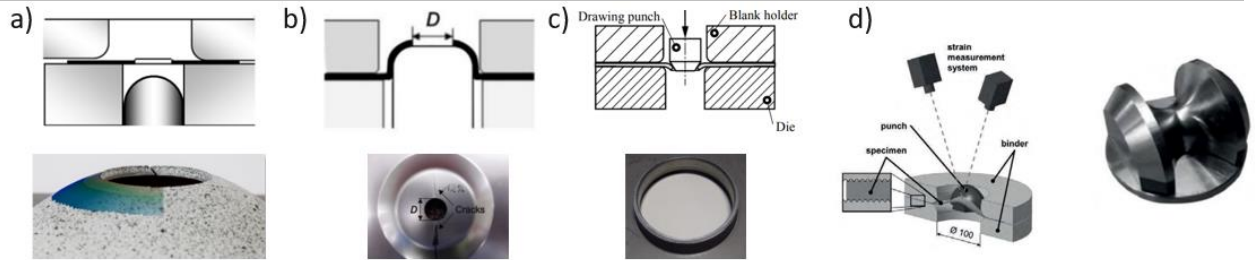 a)
b)
D
D
Cracks
c)
Drawing punch
Blank holder
Die
d)
strain
measurement
system
punch
specimen
binder
Ø 100